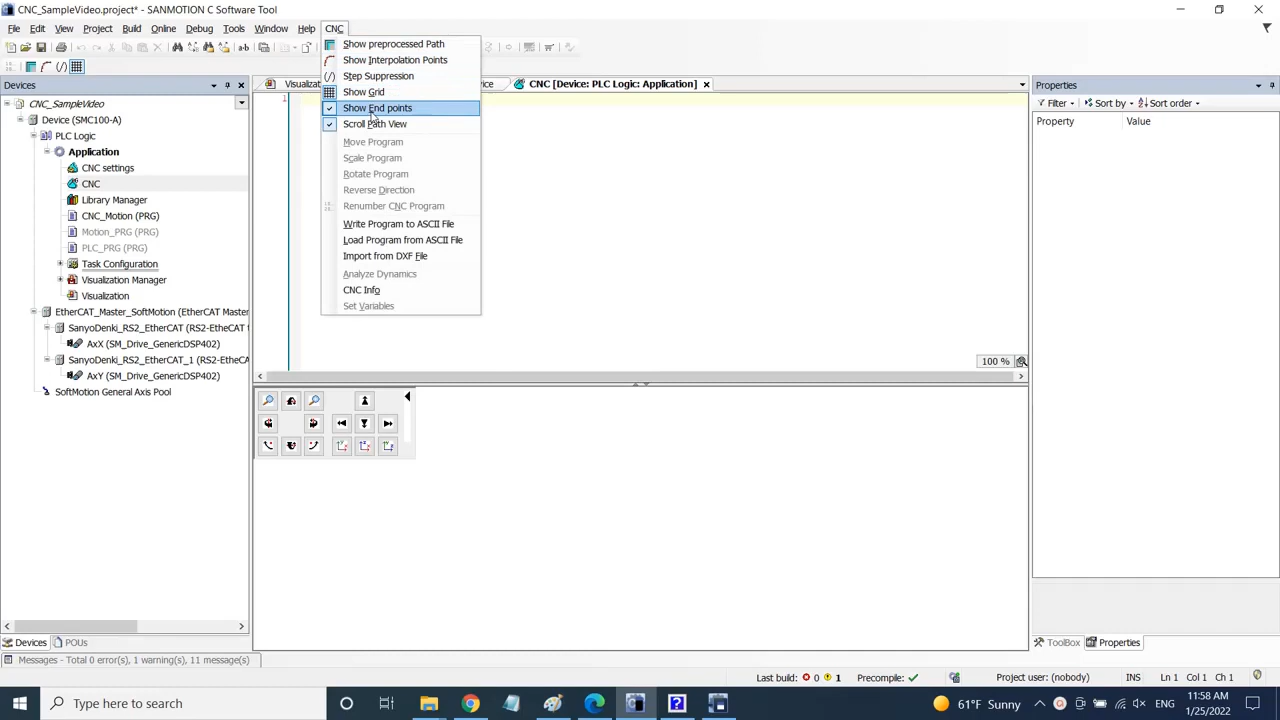 CNC_SampleVideo.project* - SANMOTION C Software Tool
File Edit View Project Build Online Debug Tools Window Help CNC
Devices
CNC_SampleVideo
Device (SMC100-A)
PLC Logic
Application
CNC settings
CNC
Library Manager
CNC_Motion (PRG)
Motion_PRG (PRG)
PLC_PRG (PRG)
Task Configuration
Visualization Manager
Visualization
EtherCAT_Master_SoftMotion (EtherCAT Master
SanyoDenki_RS2_EtherCAT (RS2-EtheCAT t
AxX (SM_Drive_GenericDSP402)
SanyoDenki_RS2_EtherCAT_1 (RS2-EtheCA
AxY (SM_Drive_GenericDSP402)
SoftMotion General Axis Pool
Devices POUs
Show preprocessed Path
Show Interpolation Points
Step Suppression
Show Grid
Show End points
Scroll Path View
Move Program
Scale Program
Rotate Program
Reverse Direction
Renumber CNC Program
Write Program to ASCII File
Load Program from ASCII File
Import from DXF File
Analyze Dynamics
CNC Info
Set Variables
Visualiza vice CNC [Device: PLC Logic: Application]
1
100 %
Properties
Filter Sort by Sort order
Property Value
ToolBox Properties
Messages - Total 0 error(s), 1 warning(s), 11 message(s)
Last build: 0 1 Precompile: Project user: (nobody) INS Ln 1 Col 1 Ch 1
Type here to search
61°F Sunny
ENG
11:58 AM
1/25/2022